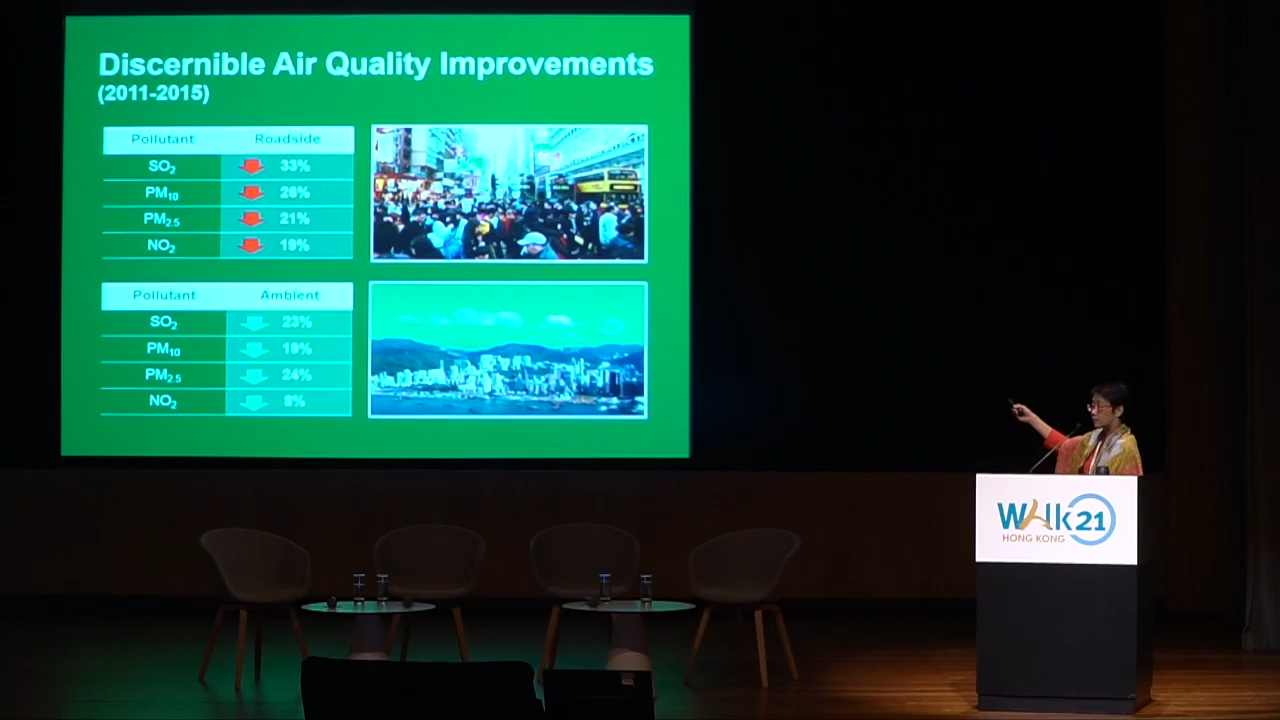 Discernible Air Quality Improvements
(2011-2015)
Pollutant Roadside
SO2 33%
PM10 26%
PM2.5 21%
NO2 19%
Pollutant Ambient
SO2 23%
PM10 19%
PM2.5 24%
NO2 8%
Walk21
HONG KONG